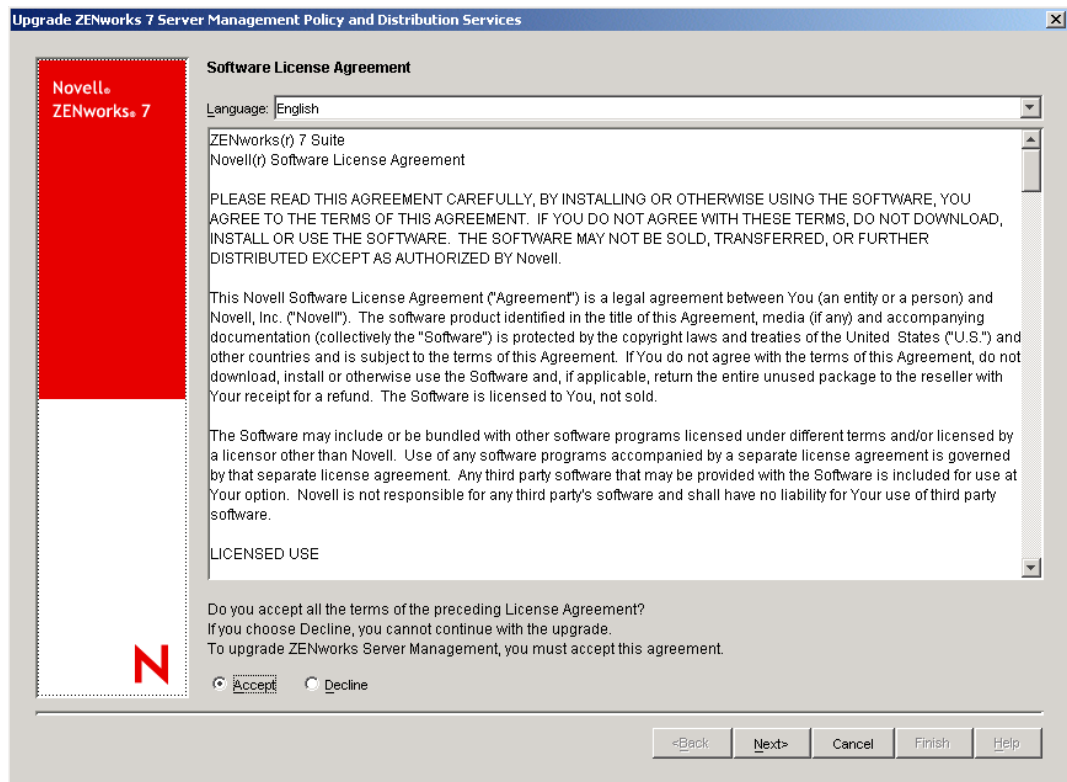 Upgrade ZENworks 7 Server Management Policy and Distribution Services
Novell®
ZENworks® 7
Software License Agreement
Language: English
ZENworks(r) 7 Suite
Novell(r) Software License Agreement
PLEASE READ THIS AGREEMENT CAREFULLY, BY INSTALLING OR OTHERWISE USING THE SOFTWARE, YOU
AGREE TO THE TERMS OF THIS AGREEMENT. IF YOU DO NOT AGREE WITH THESE TERMS, DO NOT DOWNLOAD,
INSTALL OR USE THE SOFTWARE. THE SOFTWARE MAY NOT BE SOLD, TRANSFERRED, OR FURTHER
DISTRIBUTED EXCEPT AS AUTHORIZED BY Novell.
This Novell Software License Agreement ("Agreement") is a legal agreement between You (an entity or a person) and
Novell, Inc. ("Novell"). The software product identified in the title of this Agreement, media (if any) and accompanying
documentation (collectively the "Software") is protected by the copyright laws and treaties of the United States ("U.S.") and
other countries and is subject to the terms of this Agreement. If You do not agree with the terms of this Agreement, do not
download, install or otherwise use the Software and, if applicable, return the entire unused package to the reseller with
Your receipt for a refund. The Software is licensed to You, not sold.
The Software may include or be bundled with other software programs licensed under different terms and/or licensed by
a licensor other than Novell. Use of any software programs accompanied by a separate license agreement is governed
by that separate license agreement. Any third party software that may be provided with the Software is included for use at
Your option. Novell is not responsible for any third party's software and shall have no liability for Your use of third party
software.
LICENSED USE
Do you accept all the terms of the preceding License Agreement?
If you choose Decline, you cannot continue with the upgrade.
To upgrade ZENworks Server Management, you must accept this agreement.
N
Accept Decline
<Back Next> Cancel Finish Help